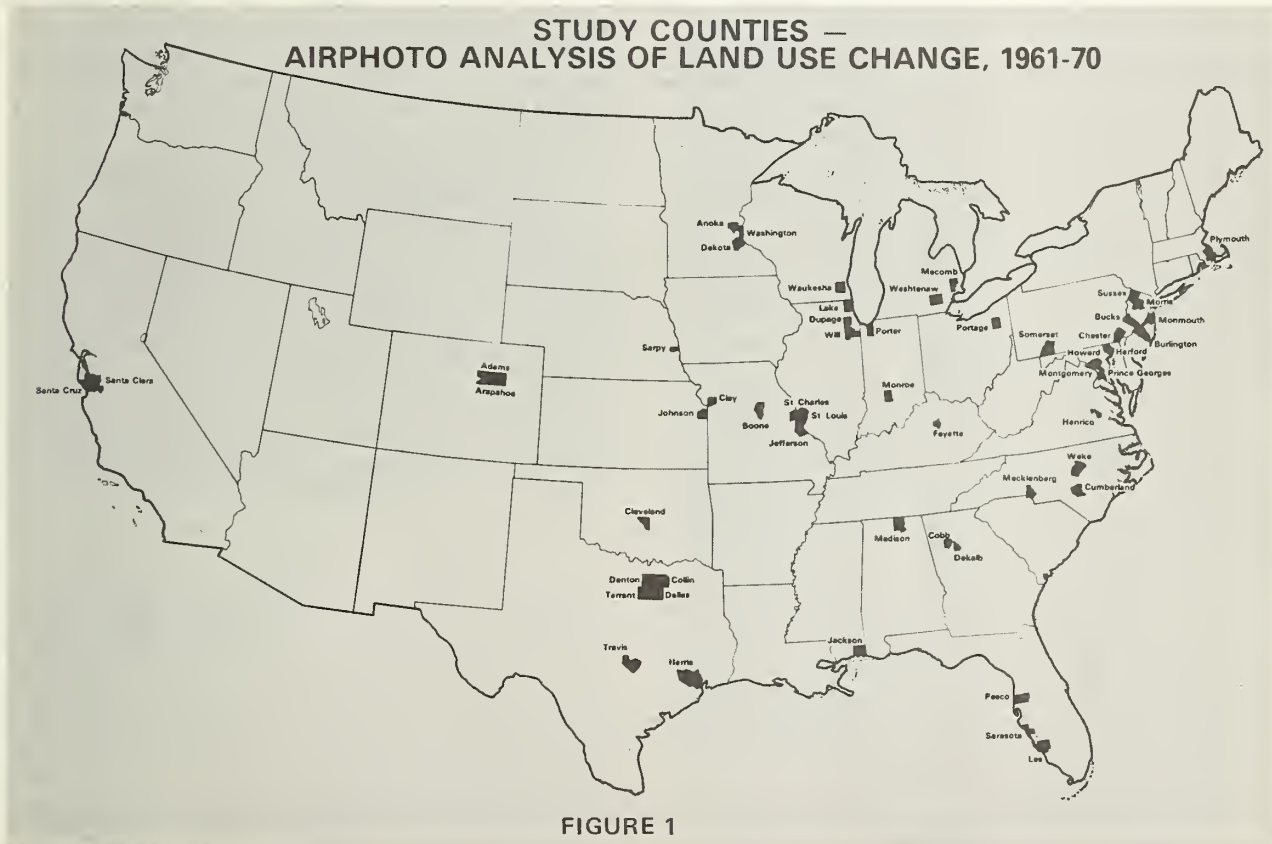 STUDY COUNTIES —
AIRPHOTO ANALYSIS OF LAND USE CHANGE, 1961-70
Anoka
Washington
Dakota
Waukesha
Macomb
Washtenaw
Lake
Dupage
Will
Porter
Portage
Plymouth
Sussex
Morris
Bucks
Monmouth
Chester
Burlington
Somerset
Howard
Harford
Montgomery
Prince Georges
Sarpy
Adams
Arapahoe
Santa Clara
Santa Cruz
Monroe
Clay
Johnson
Boone
St Charles
St Louis
Jefferson
Fayette
Henrico
Wake
Mecklenberg
Cumberland
Cleveland
Madison
Cobb
Dekalb
Denton
Collin
Tarrant
Dallas
Travis
Harris
Jackson
Pasco
Sarasota
Lee
FIGURE 1